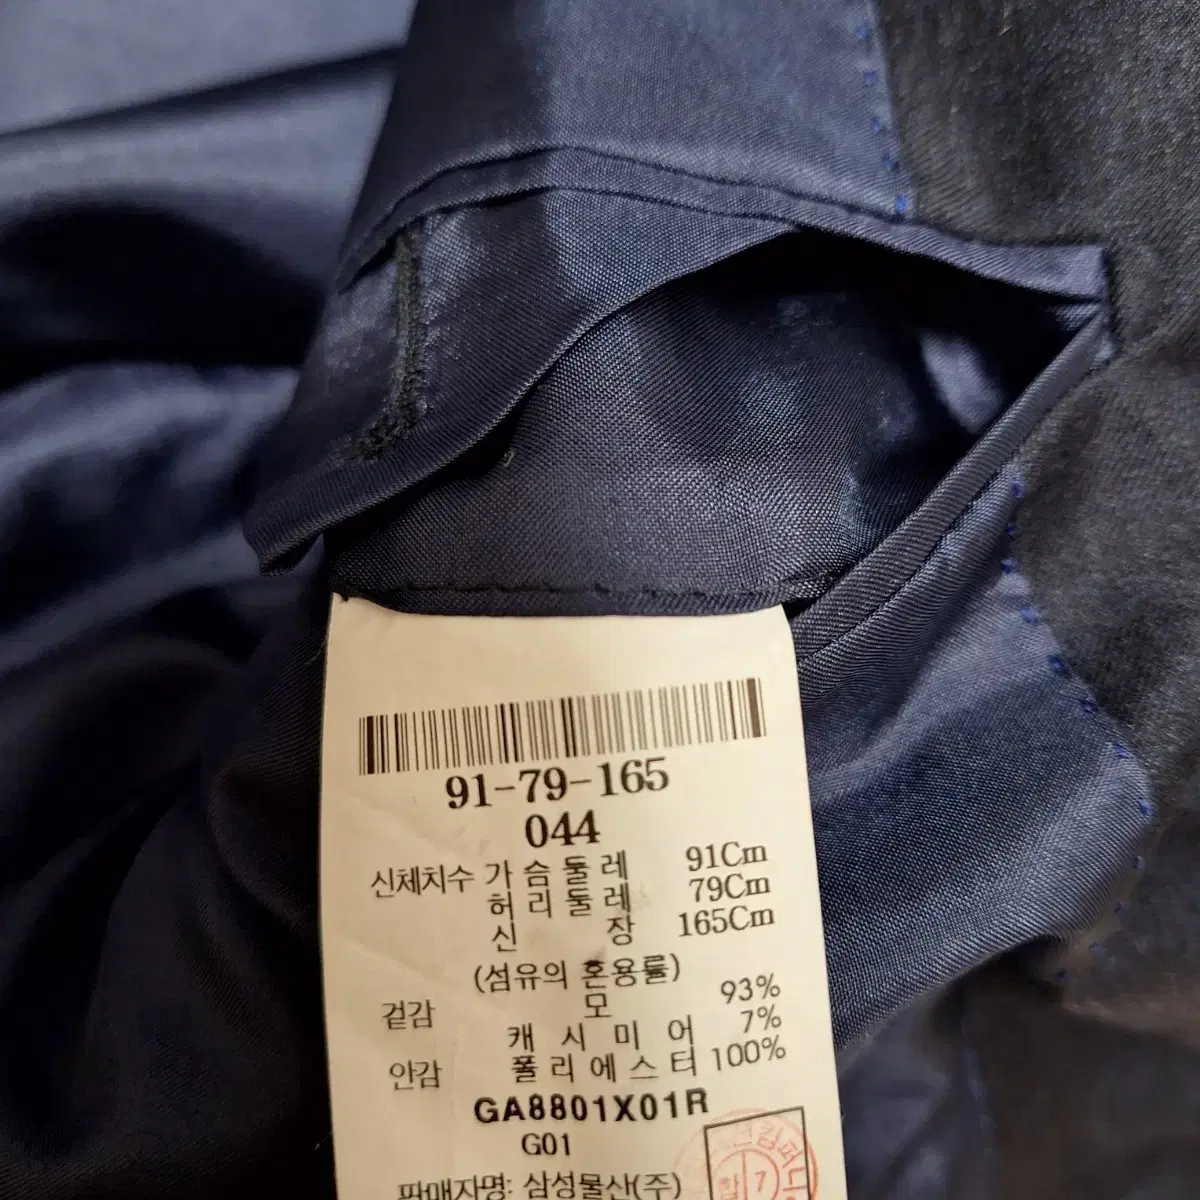 91-79-165
044
신체치수 가슴둘레 91Cm
허리둘레 79Cm
신 장 165Cm
(섬유의 혼용률)
겉감 모 93%
캐시미어 7%
안감 폴리에스터 100%
GA8801X01R
G01
판매자명: 삼성물산(주)
합 7